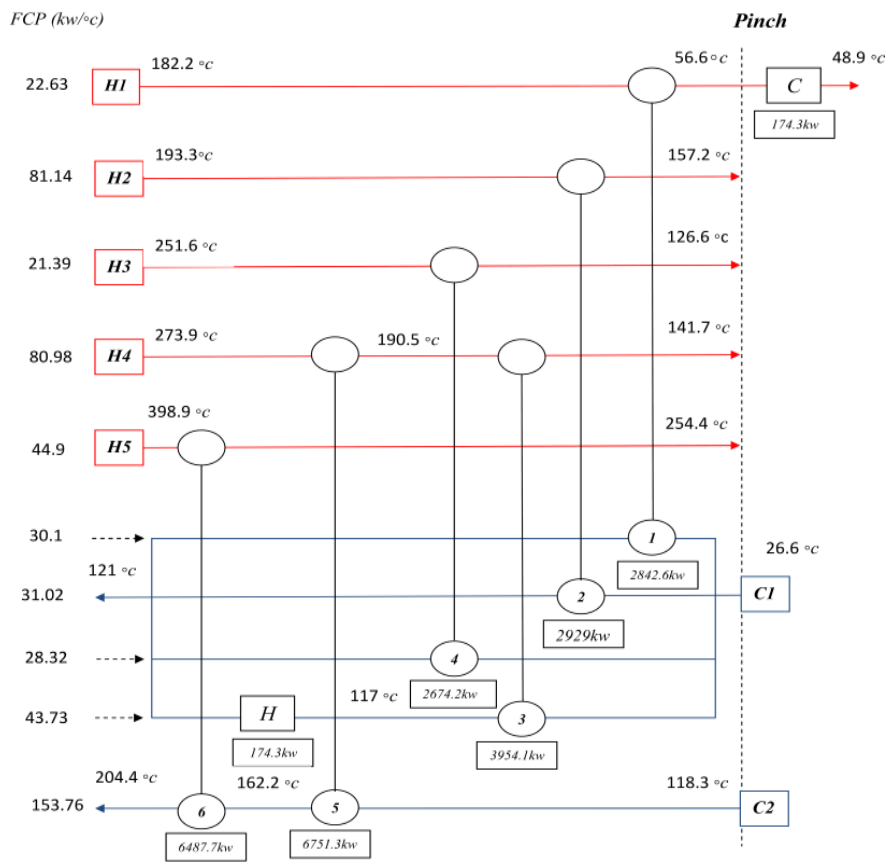 FCP (kw/°c) Pinch
182.2 °c 56.6°c 48.9 °c
22.63 H1 C
174.3kw
193.3°c 157.2 °c
81.14 H2
251.6 °c 126.6 °c
21.39 H3
273.9 °c 190.5 °c 141.7 °c
80.98 H4
398.9 °c 254.4 °c
44.9 H5
30.1 1 26.6 °c
121 °c 2842.6kw
31.02 2 C1
2929kw
28.32 4
117 °c 2674.2kw
43.73 H 3
174.3kw 3954.1kw
204.4 °c 162.2 °c 118.3 °c
153.76 6 5 C2
6487.7kw 6751.3kw